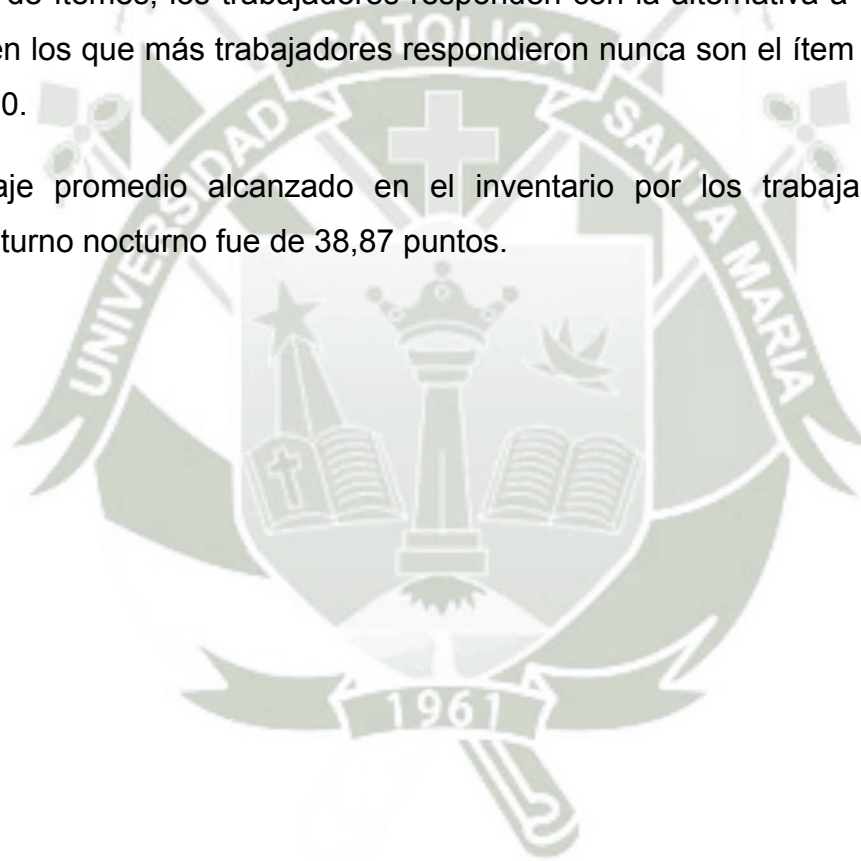 de ítemes, los trabajadores responden con la alternativa a
en los que más trabajadores respondieron nunca son el ítem
0.
aje promedio alcanzado en el inventario por los trabaja
turno nocturno fue de 38,87 puntos.
UNIVERSIDAD CATOLICA SANTA MARIA
1961